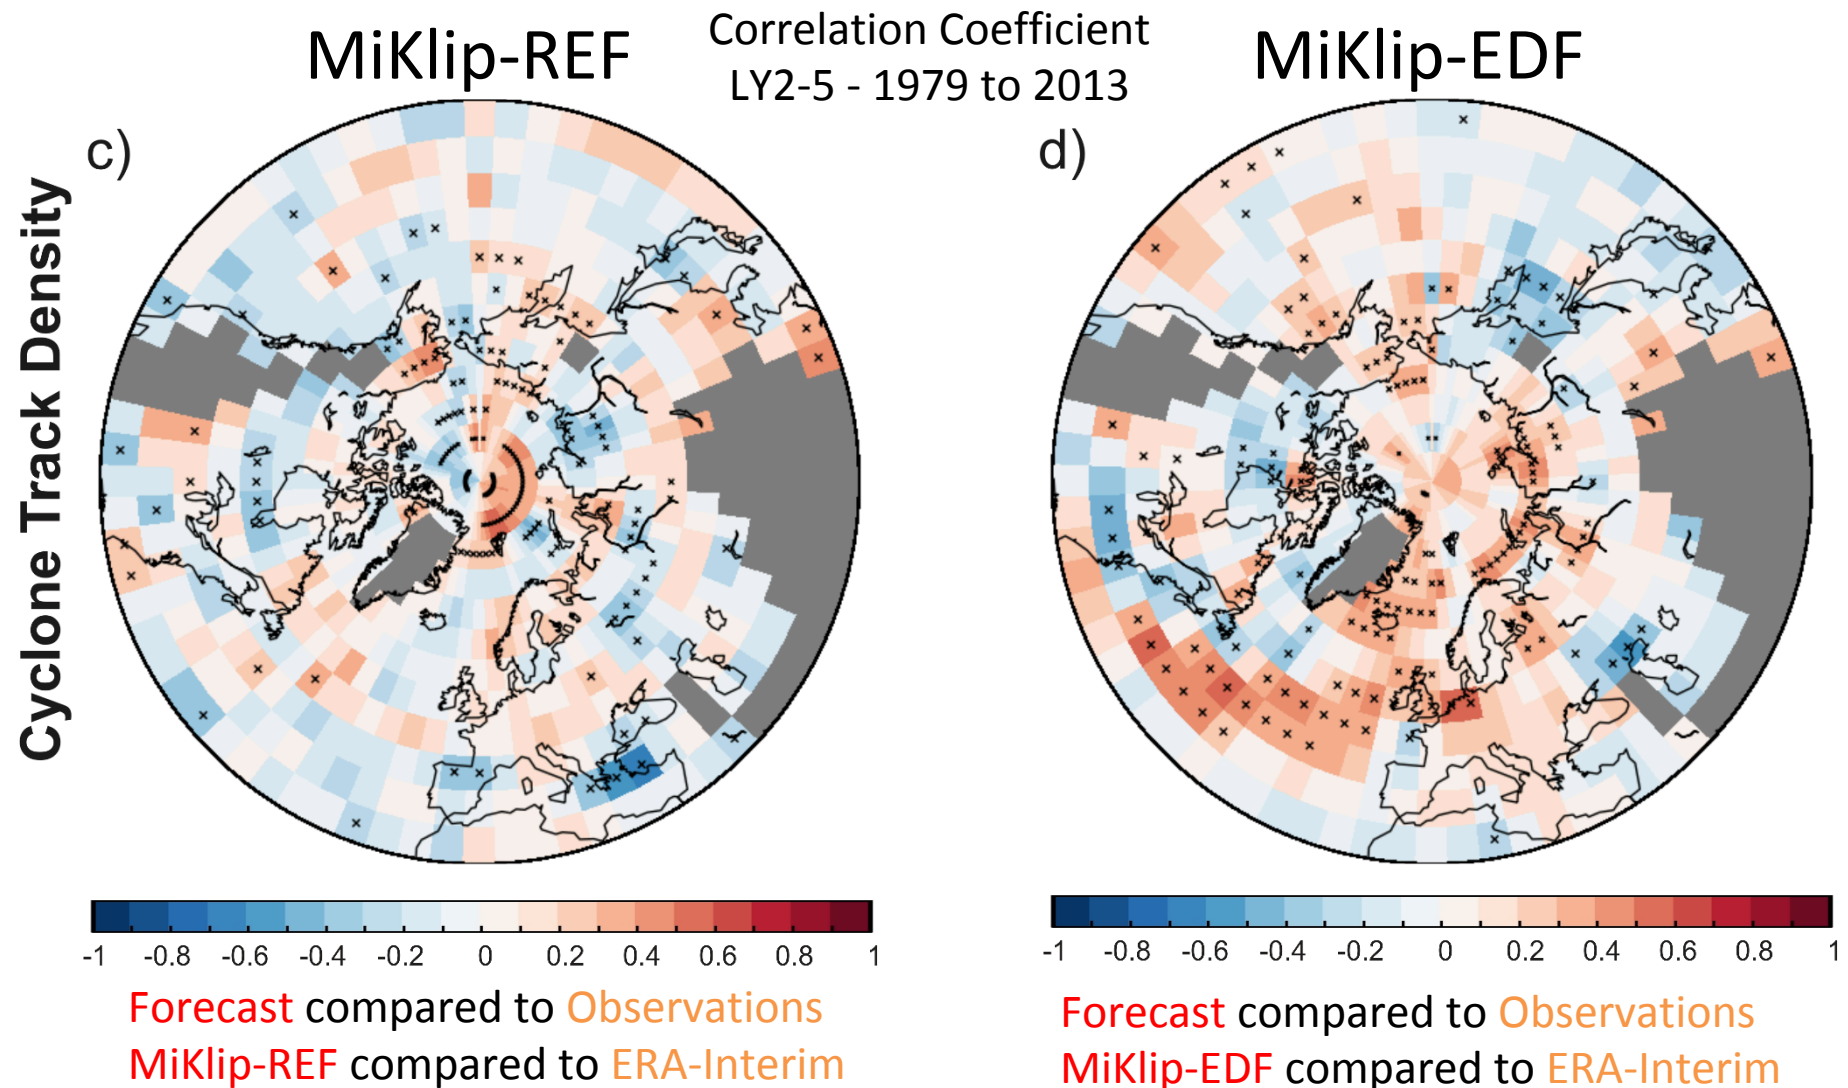 MiKlip-REF
Correlation Coefficient
LY2-5 - 1979 to 2013
MiKlip-EDF
c)
d)
Cyclone Track Density
-1 -0.8 -0.6 -0.4 -0.2 0 0.2 0.4 0.6 0.8 1
-1 -0.8 -0.6 -0.4 -0.2 0 0.2 0.4 0.6 0.8 1
Forecast compared to Observations
MiKlip-REF compared to ERA-Interim
Forecast compared to Observations
MiKlip-EDF compared to ERA-Interim